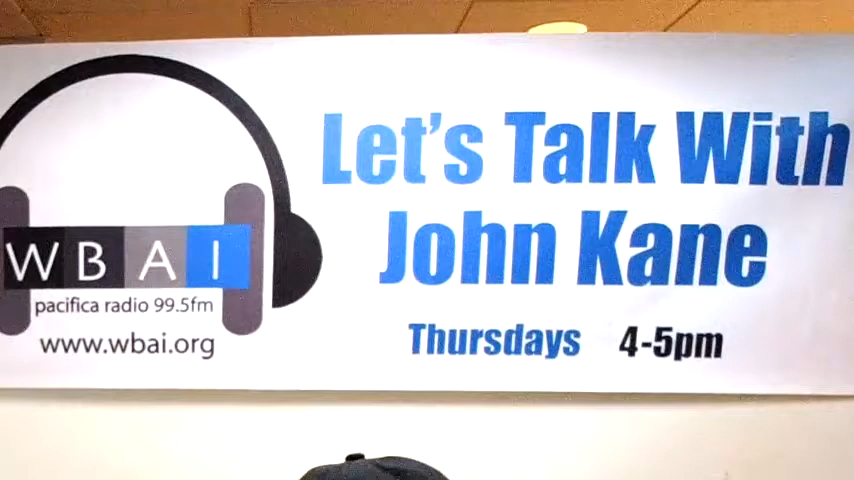 Let's Talk With
John Kane
Thursdays 4-5pm
WBAI
pacifica radio 99.5fm
www.wbai.org